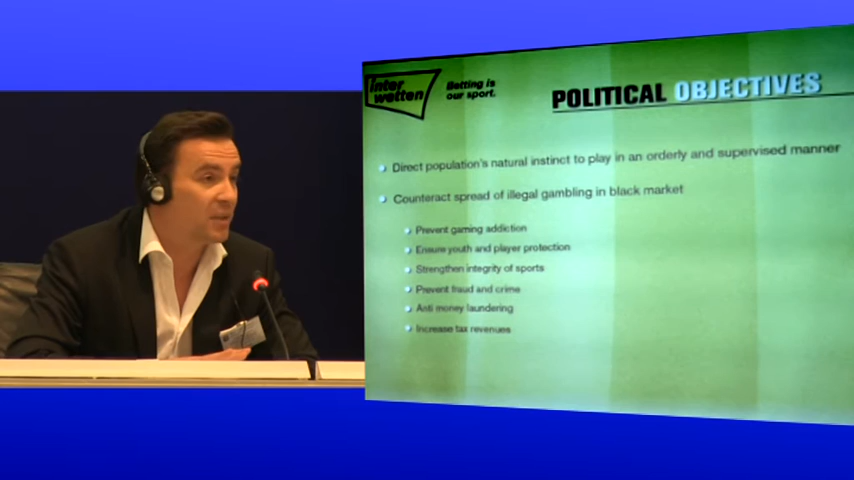 inter
wetten
Betting is
our sport.
POLITICAL OBJECTIVES
Direct population's natural instinct to play in an orderly and supervised manner
Counteract spread of illegal gambling in black market
Prevent gaming addiction
Ensure youth and player protection
Strengthen integrity of sports
Prevent fraud and crime
Anti money laundering
Increase tax revenues